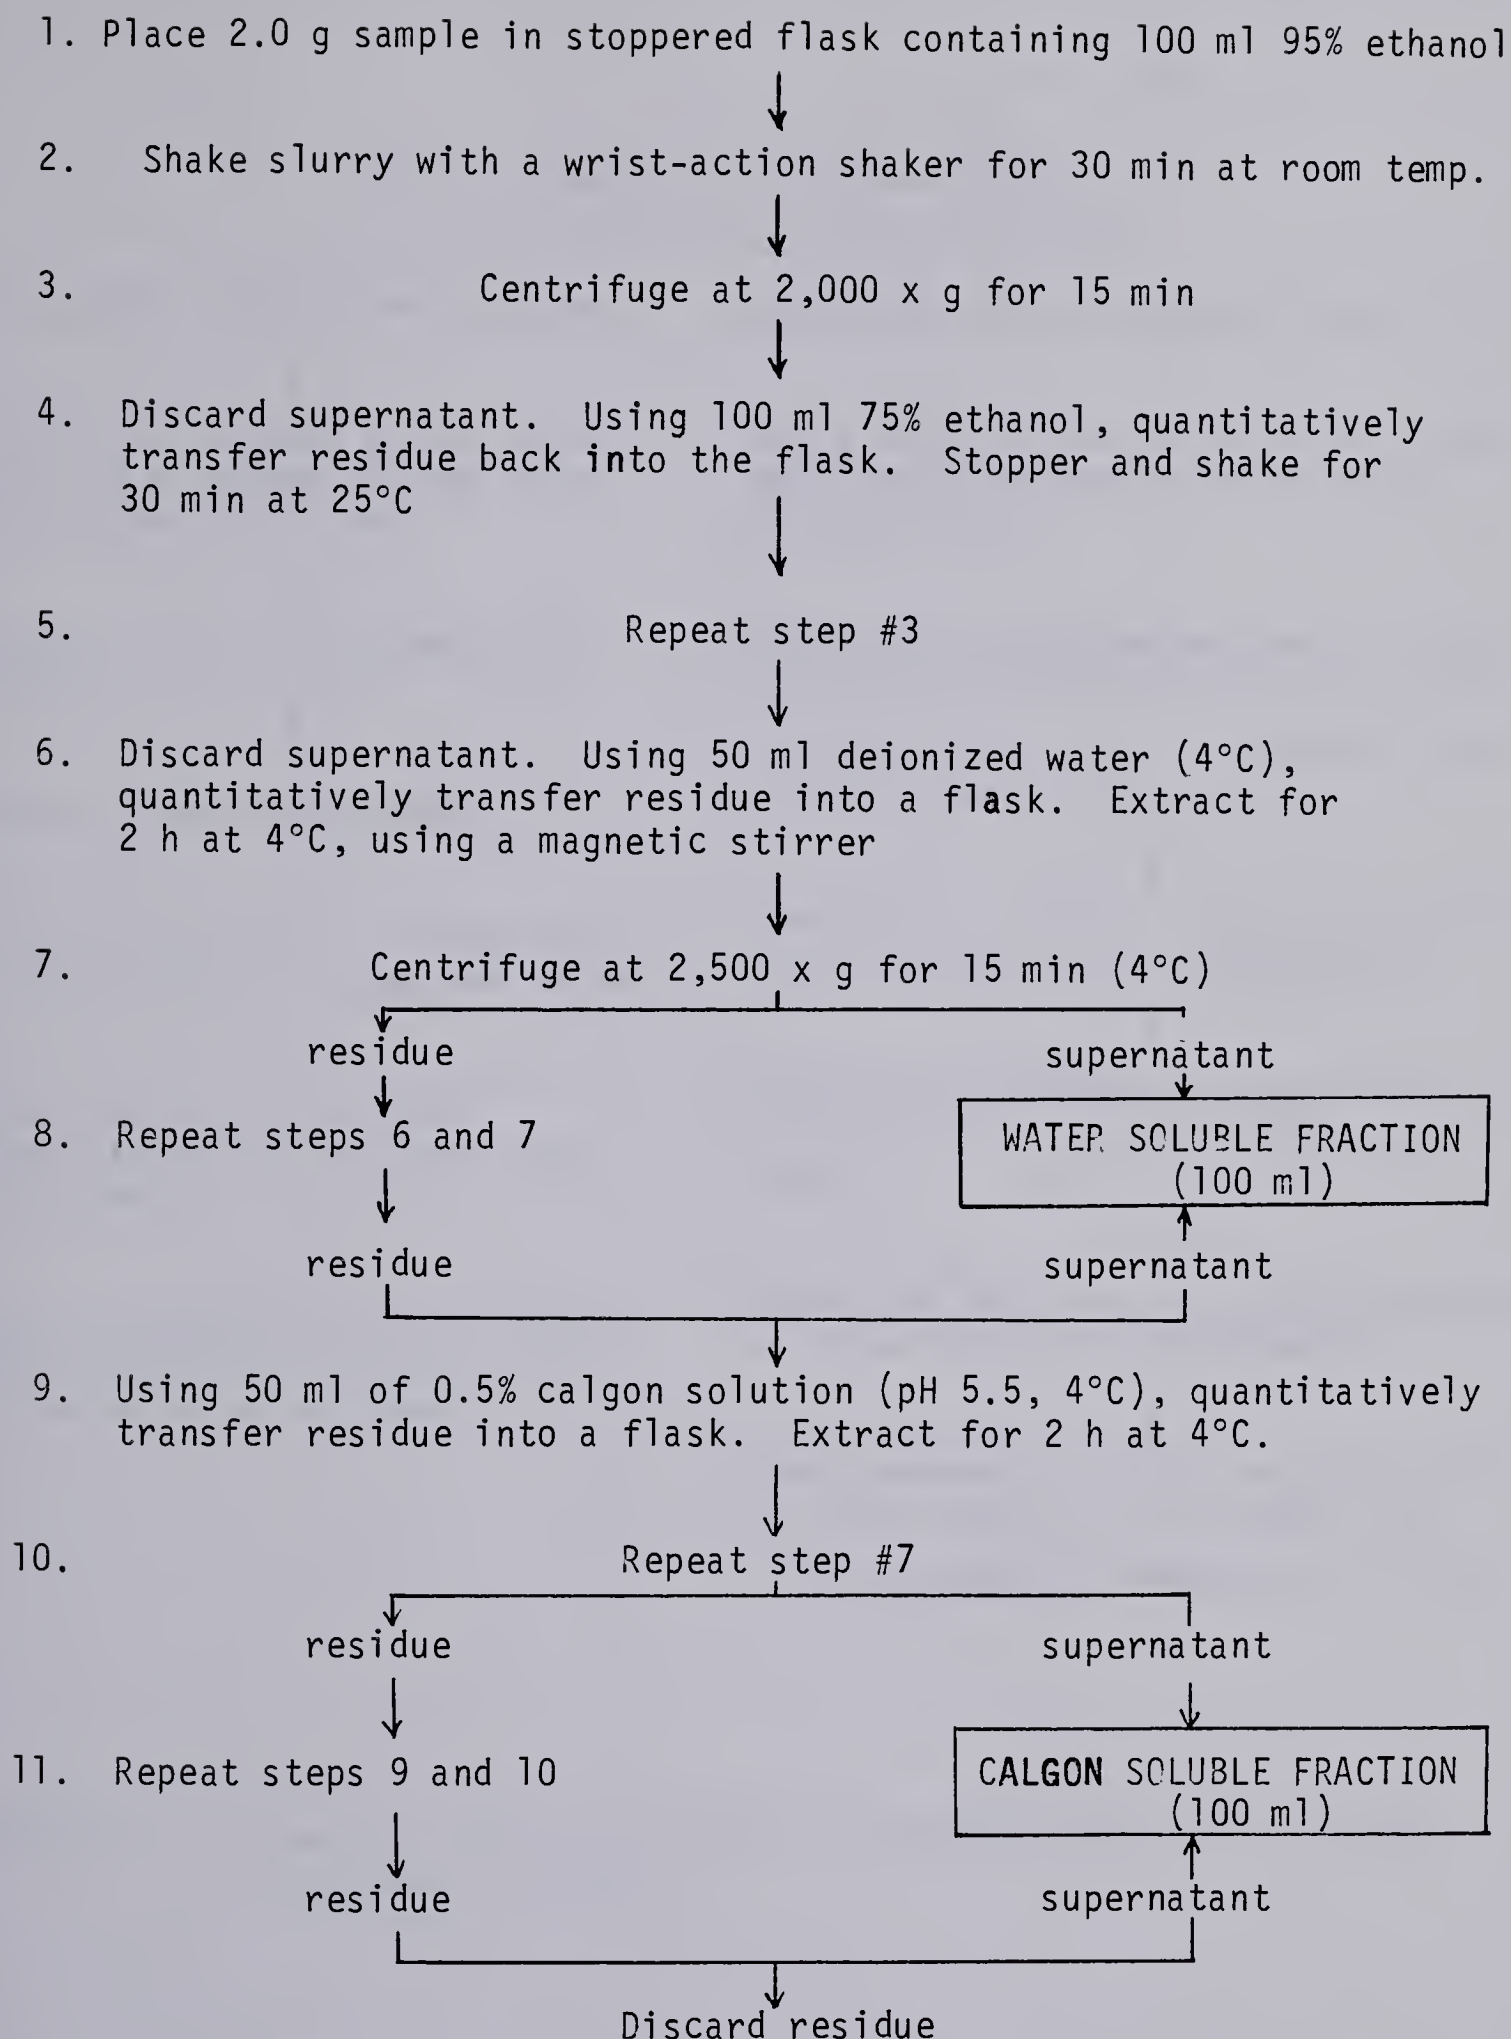 1. Place 2.0 g sample in stoppered flask containing 100 ml 95% ethanol
2. Shake slurry with a wrist-action shaker for 30 min at room temp.
3. Centrifuge at 2,000 x g for 15 min
4. Discard supernatant. Using 100 ml 75% ethanol, quantitatively
transfer residue back into the flask. Stopper and shake for
30 min at 25°C
5. Repeat step #3
6. Discard supernatant. Using 50 ml deionized water (4°C),
quantitatively transfer residue into a flask. Extract for
2 h at 4°C, using a magnetic stirrer
7. Centrifuge at 2,500 x g for 15 min (4°C)
residue supernatant
8. Repeat steps 6 and 7 WATER SOLUBLE FRACTION
(100 ml)
residue supernatant
9. Using 50 ml of 0.5% calgon solution (pH 5.5, 4°C), quantitatively
transfer residue into a flask. Extract for 2 h at 4°C.
10. Repeat step #7
residue supernatant
11. Repeat steps 9 and 10 CALGON SOLUBLE FRACTION
(100 ml)
residue supernatant
Discard residue